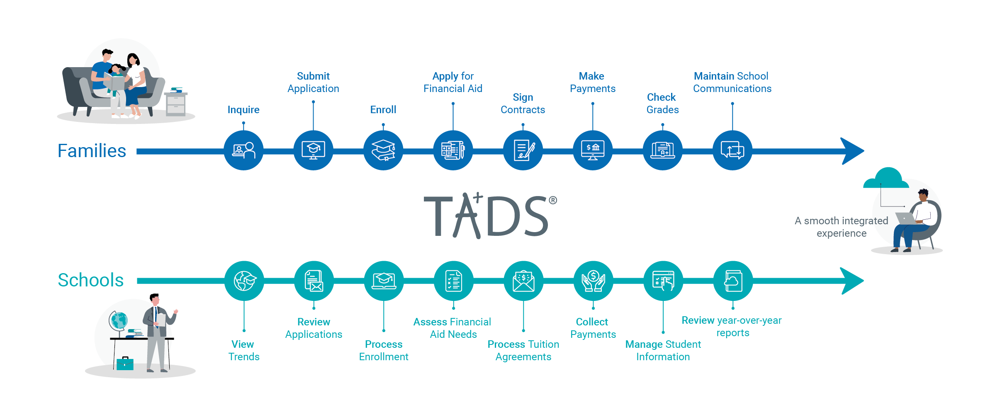 Families
Inquire
Submit
Application
Enroll
Apply for
Financial Aid
Sign
Contracts
Make
Payments
Check
Grades
Maintain School
Communications
TA+DS®
A smooth integrated
experience
Schools
View
Trends
Review
Applications
Process
Enrollment
Assess Financial
Aid Needs
Process Tuition
Agreements
Collect
Payments
Manage Student
Information
Review year-over-year
reports